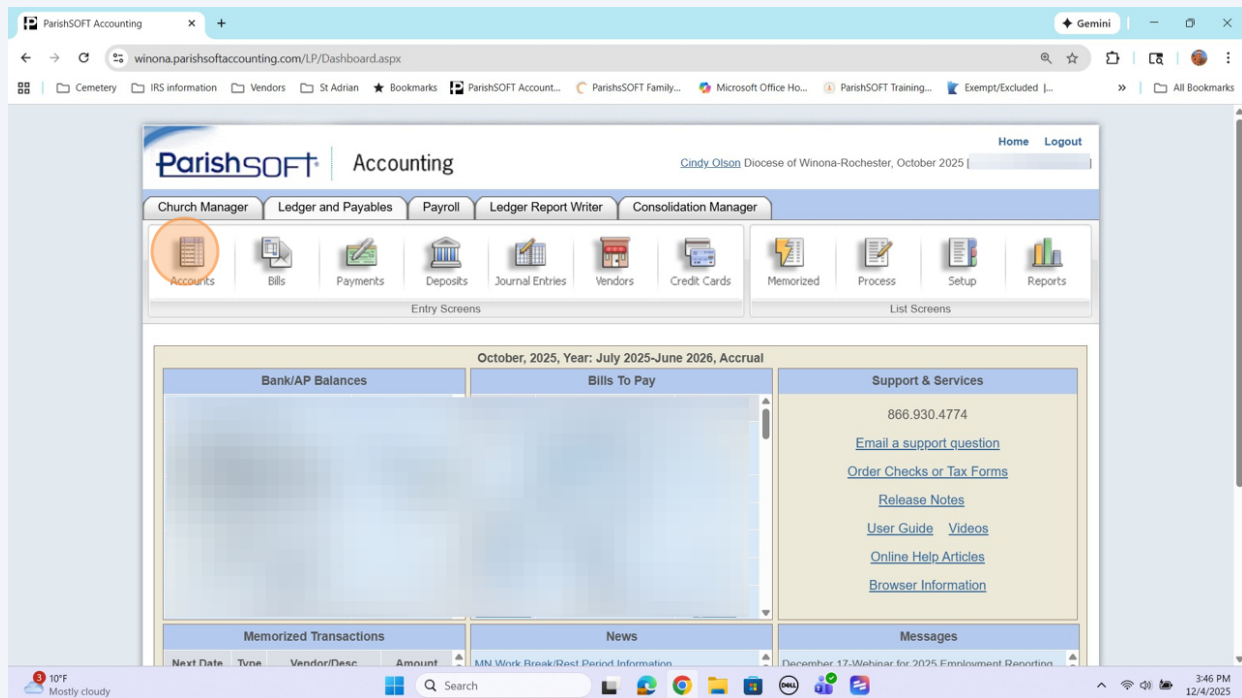 ParishSOFT Accounting
Gemini
winona.parishsoftaccounting.com/LP/Dashboard.aspx
Cemetery IRS information Vendors St Adrian Bookmarks ParishSOFT Account... ParishsSOFT Family... Microsoft Office Ho... ParishSOFT Training... Exempt/Excluded |... » All Bookmarks
Home Logout
ParishSOFT Accounting
Cindy Olson Diocese of Winona-Rochester, October 2025 [ ]
Church Manager Ledger and Payables Payroll Ledger Report Writer Consolidation Manager
Accounts Bills Payments Deposits Journal Entries Vendors Credit Cards Memorized Process Setup Reports
Entry Screens List Screens
October, 2025, Year: July 2025-June 2026, Accrual
Bank/AP Balances Bills To Pay Support & Services
866.930.4774
Email a support question
Order Checks or Tax Forms
Release Notes
User Guide Videos
Online Help Articles
Browser Information
Memorized Transactions News Messages
Next Date Type Vendor/Desc Amount MN Work Break/Rest Period Information December 17-Webinar for 2025 Employment Reporting
3 10°F
Mostly cloudy
Search
DELL
3:46 PM
12/4/2025